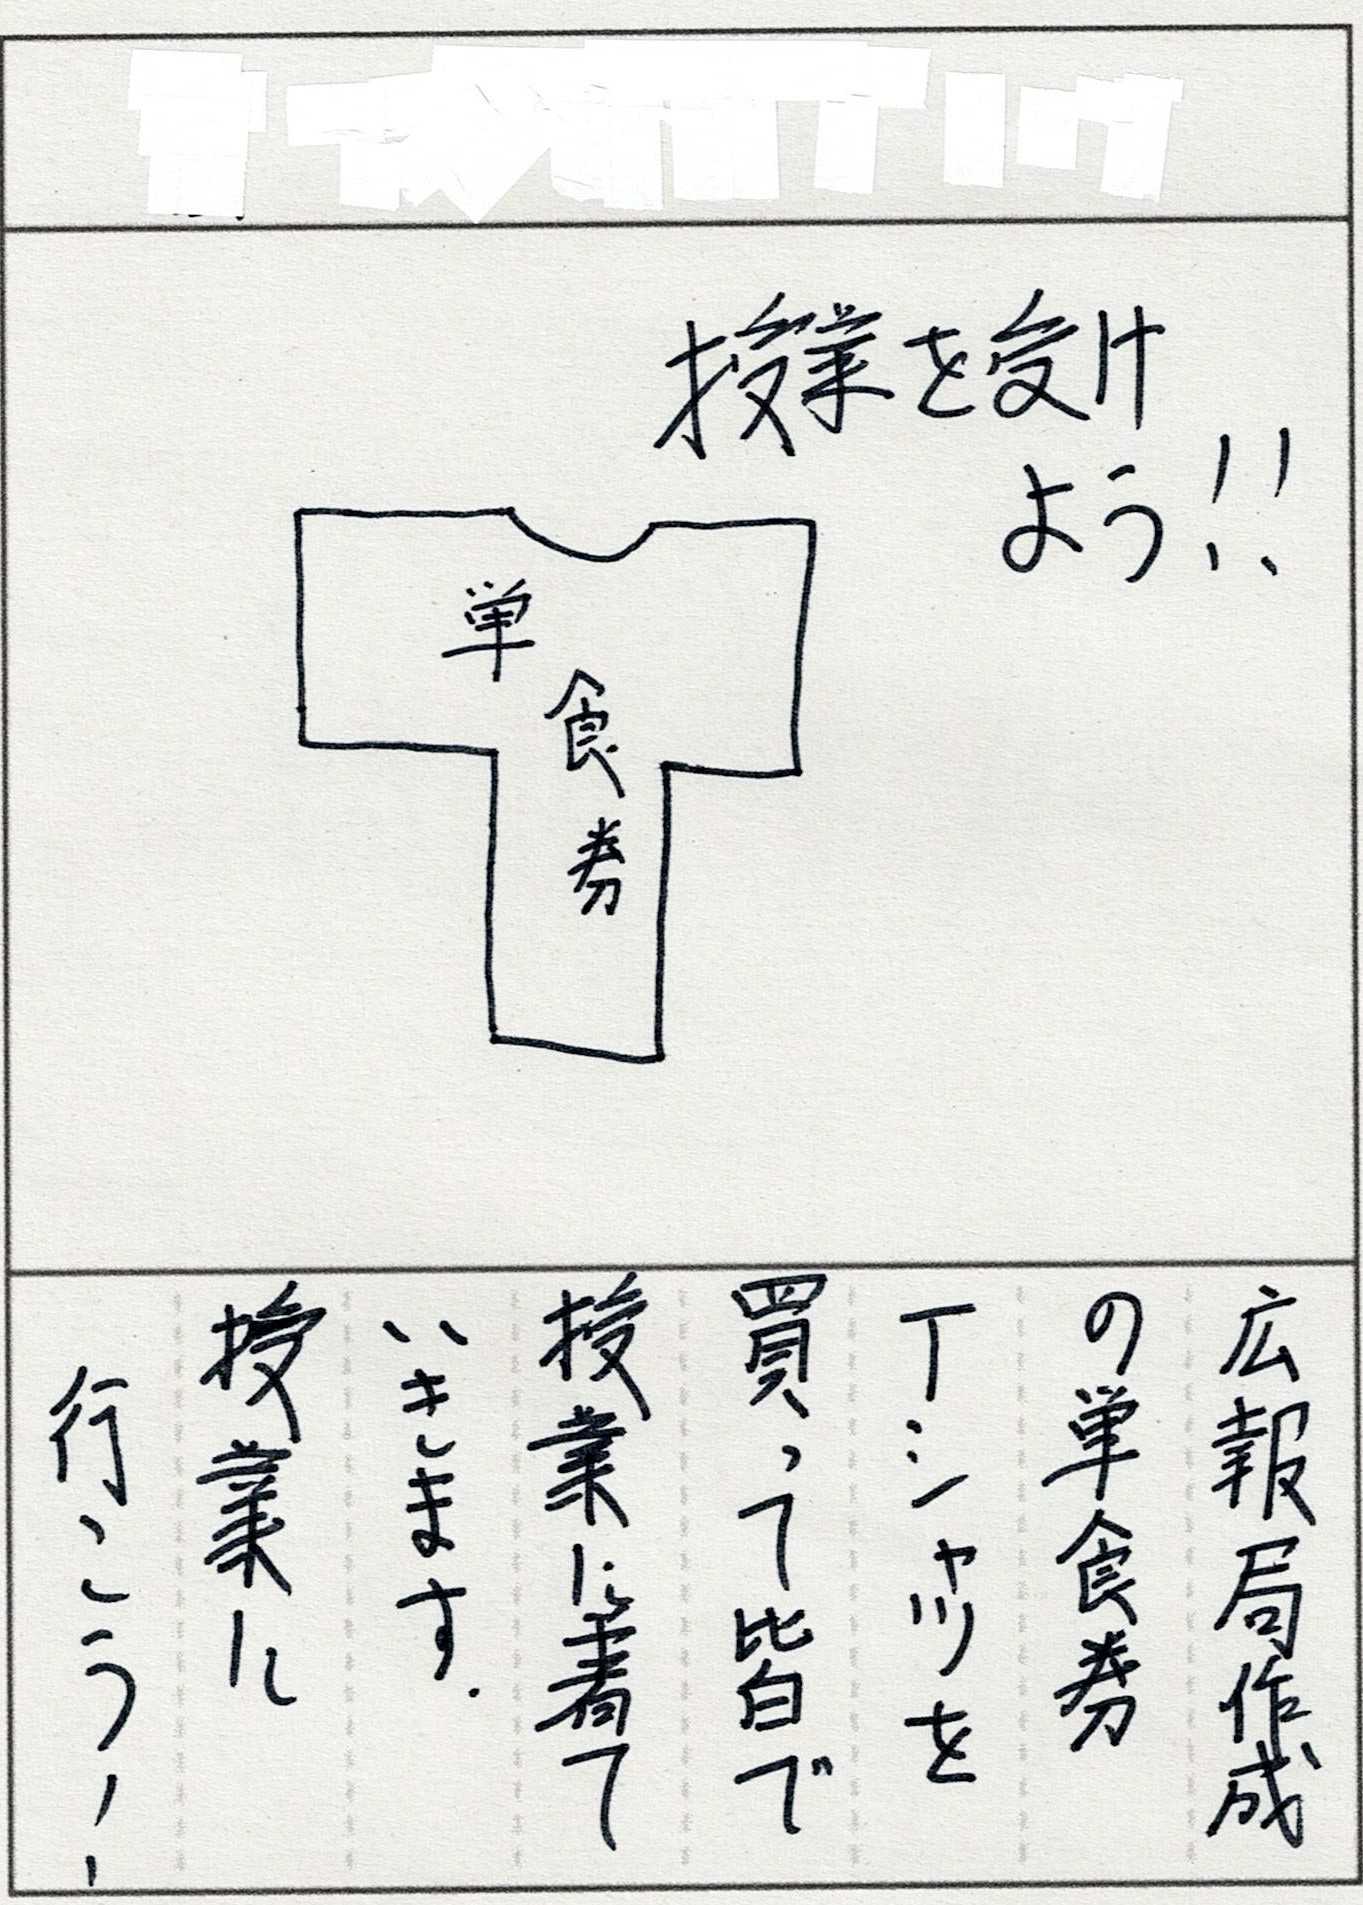 授業を受け
よう!!
単
食
券
広報局作成
の単食券
Tシャツを
買って皆で
授業に着て
いきます.
授業に
行こう!